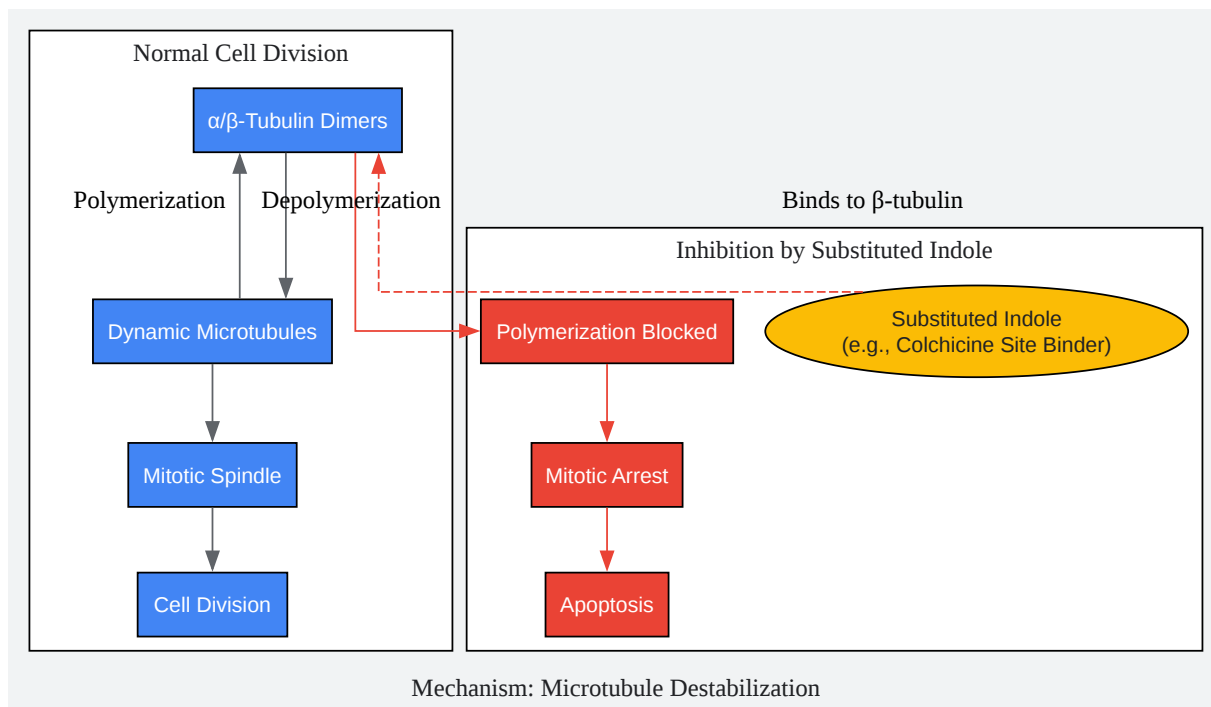 Normal Cell Division
α/β-Tubulin Dimers
Polymerization
Depolymerization
Dynamic Microtubules
Mitotic Spindle
Cell Division
Binds to β-tubulin
Inhibition by Substituted Indole
Polymerization Blocked
Substituted Indole
(e.g., Colchicine Site Binder)
Mitotic Arrest
Apoptosis
Mechanism: Microtubule Destabilization